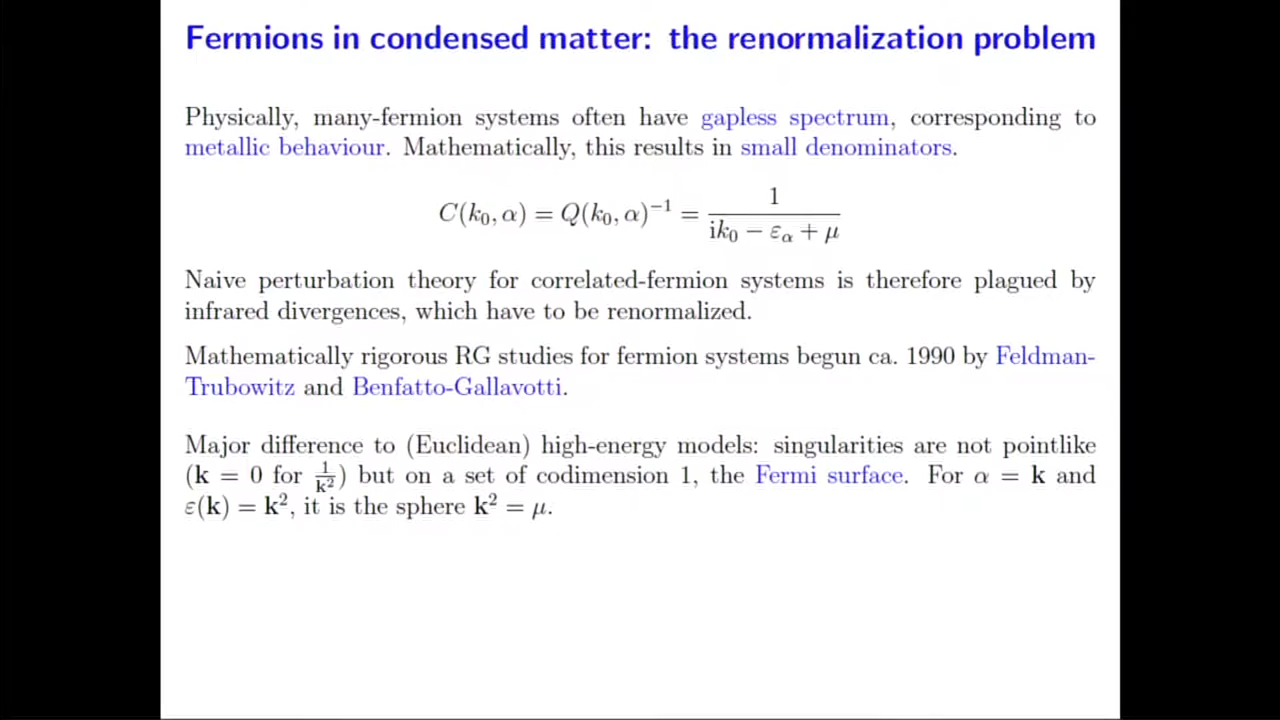 Fermions in condensed matter: the renormalization problem
Physically, many-fermion systems often have gapless spectrum, corresponding to
metallic behaviour. Mathematically, this results in small denominators.
C(k₀, α) = Q(k₀, α)⁻¹ = 1 / (ik₀ − εα + μ)
Naive perturbation theory for correlated-fermion systems is therefore plagued by
infrared divergences, which have to be renormalized.
Mathematically rigorous RG studies for fermion systems begun ca. 1990 by Feldman-
Trubowitz and Benfatto-Gallavotti.
Major difference to (Euclidean) high-energy models: singularities are not pointlike
(k = 0 for 1/k²) but on a set of codimension 1, the Fermi surface. For α = k and
ε(k) = k², it is the sphere k² = μ.